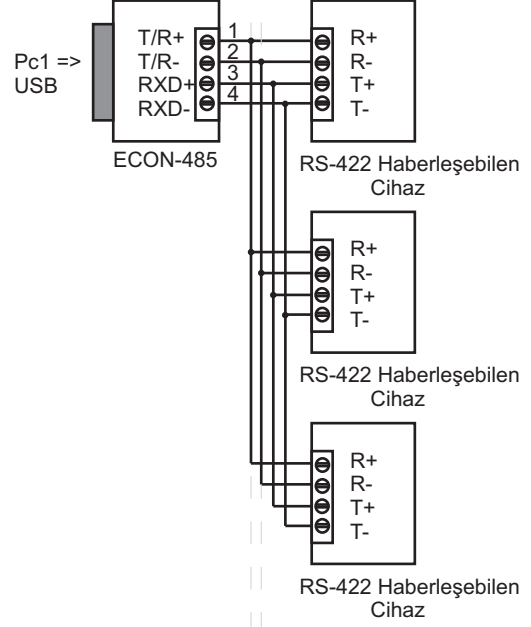 Pc1 =>
USB
T/R+
T/R-
RXD+
RXD-
1
2
3
4
ECON-485
R+
R-
T+
T-
RS-422 Haberleşebilen
Cihaz
R+
R-
T+
T-
RS-422 Haberleşebilen
Cihaz
R+
R-
T+
T-
RS-422 Haberleşebilen
Cihaz